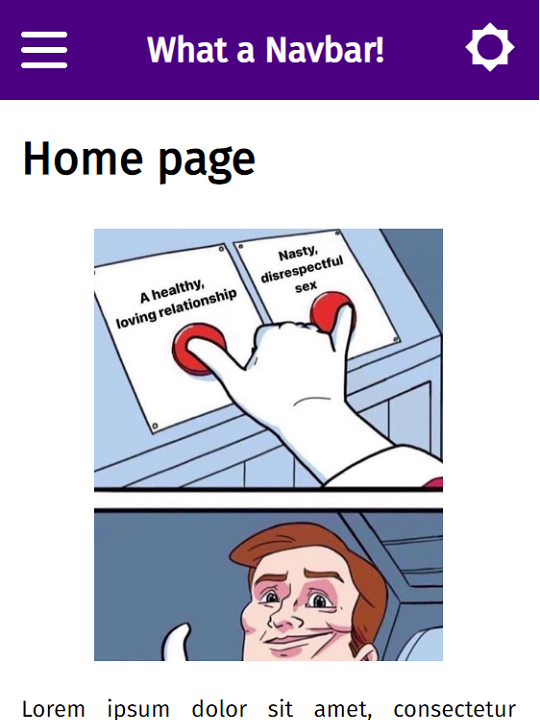 What a Navbar!
Home page
A healthy,
loving relationship
Nasty,
disrespectful
sex
Lorem ipsum dolor sit amet, consectetur